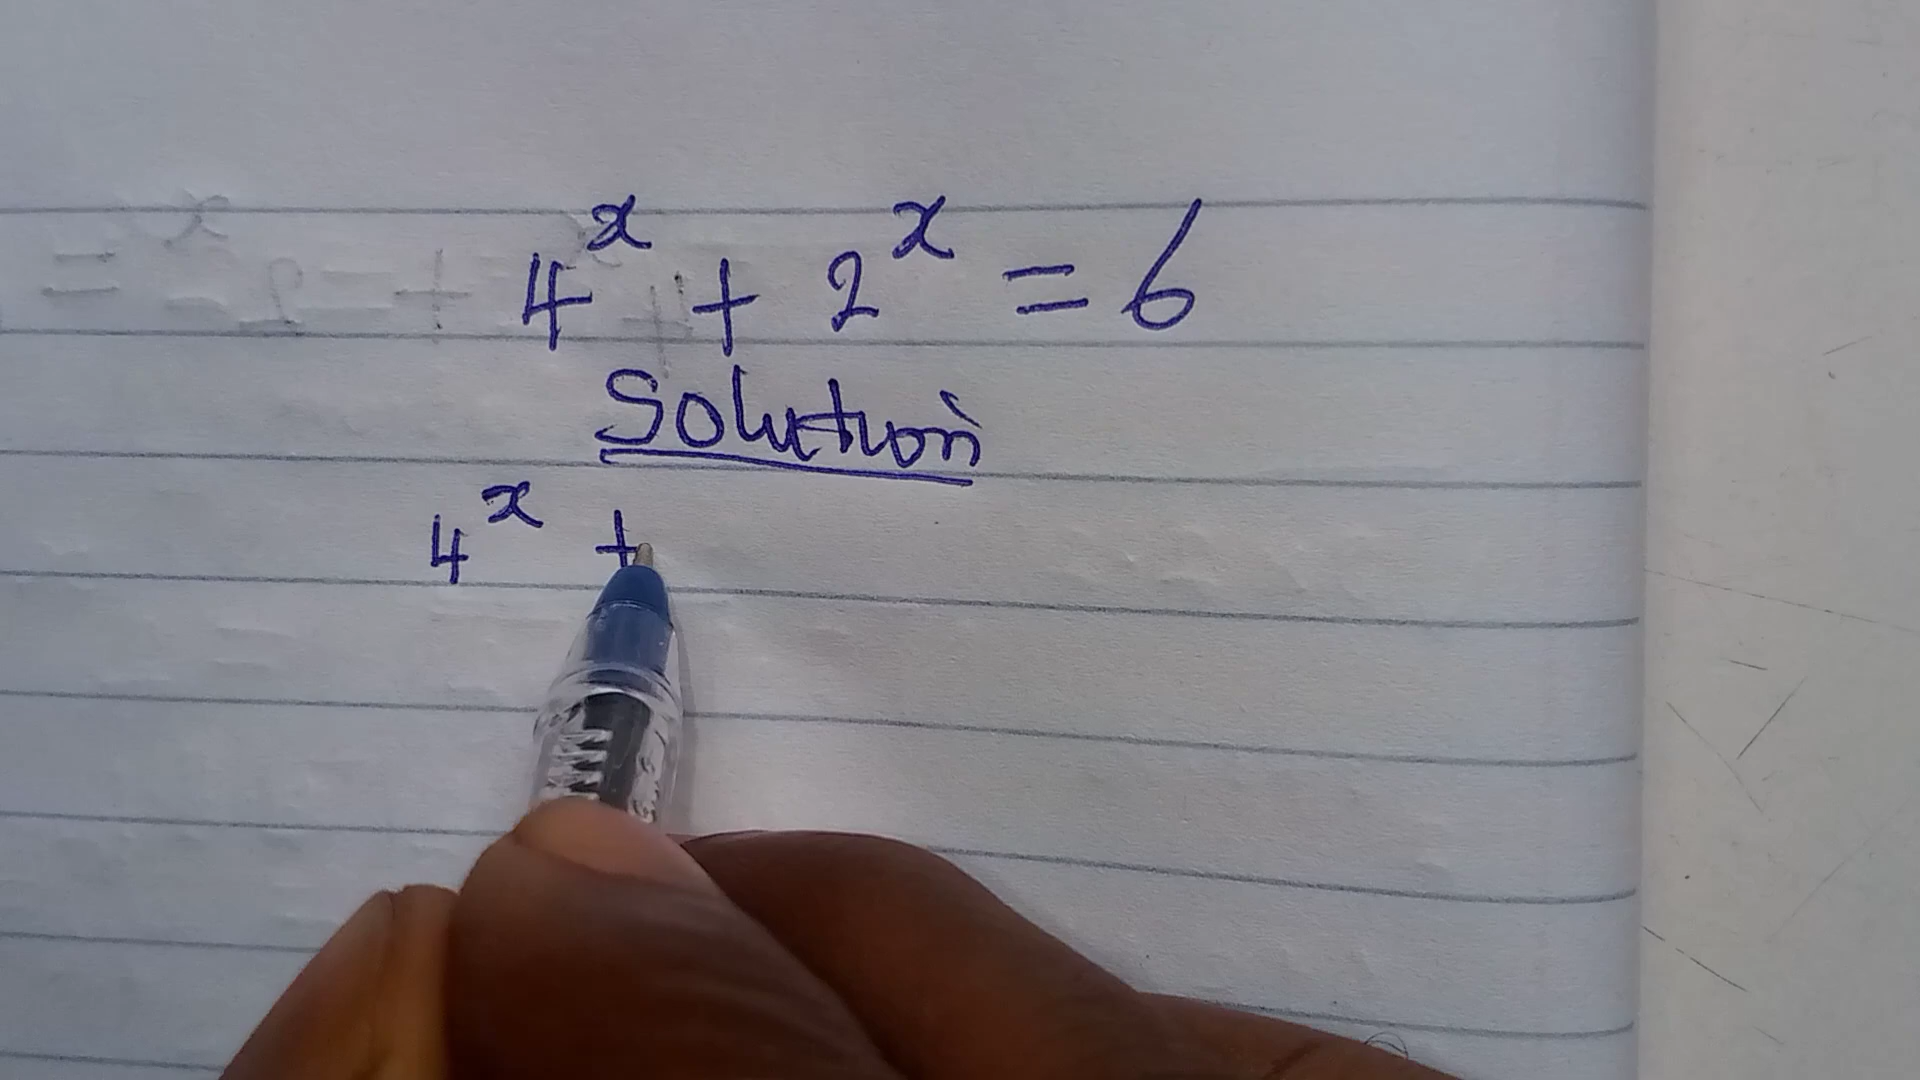 4^x + 2^x = 6
Solution
4^x +